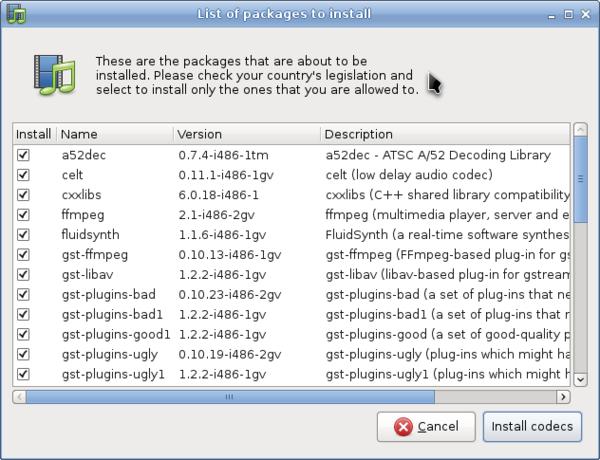 List of packages to install
These are the packages that are about to be
installed. Please check your country's legislation and
select to install only the ones that you are allowed to.
Install Name Version Description
a52dec 0.7.4-i486-1tm a52dec - ATSC A/52 Decoding Library
celt 0.11.1-i486-1gv celt (low delay audio codec)
cxxlibs 6.0.18-i486-1 cxxlibs (C++ shared library compatibility
ffmpeg 2.1-i486-2gv ffmpeg (multimedia player, server and e
fluidsynth 1.1.6-i486-1gv FluidSynth (a real-time software synthes
gst-ffmpeg 0.10.13-i486-1gv gst-ffmpeg (FFmpeg-based plug-in for gs
gst-libav 1.2.2-i486-1gv gst-libav (libav-based plug-in for gstream
gst-plugins-bad 0.10.23-i486-2gv gst-plugins-bad (a set of plug-ins that ne
gst-plugins-bad1 1.2.2-i486-1gv gst-plugins-bad1 (a set of plug-ins that r
gst-plugins-good1 1.2.2-i486-1gv gst-plugins-good (a set of good-quality p
gst-plugins-ugly 0.10.19-i486-2gv gst-plugins-ugly (plug-ins which might ha
gst-plugins-ugly1 1.2.2-i486-1gv gst-plugins-ugly1 (plug-ins which might h
Cancel Install codecs